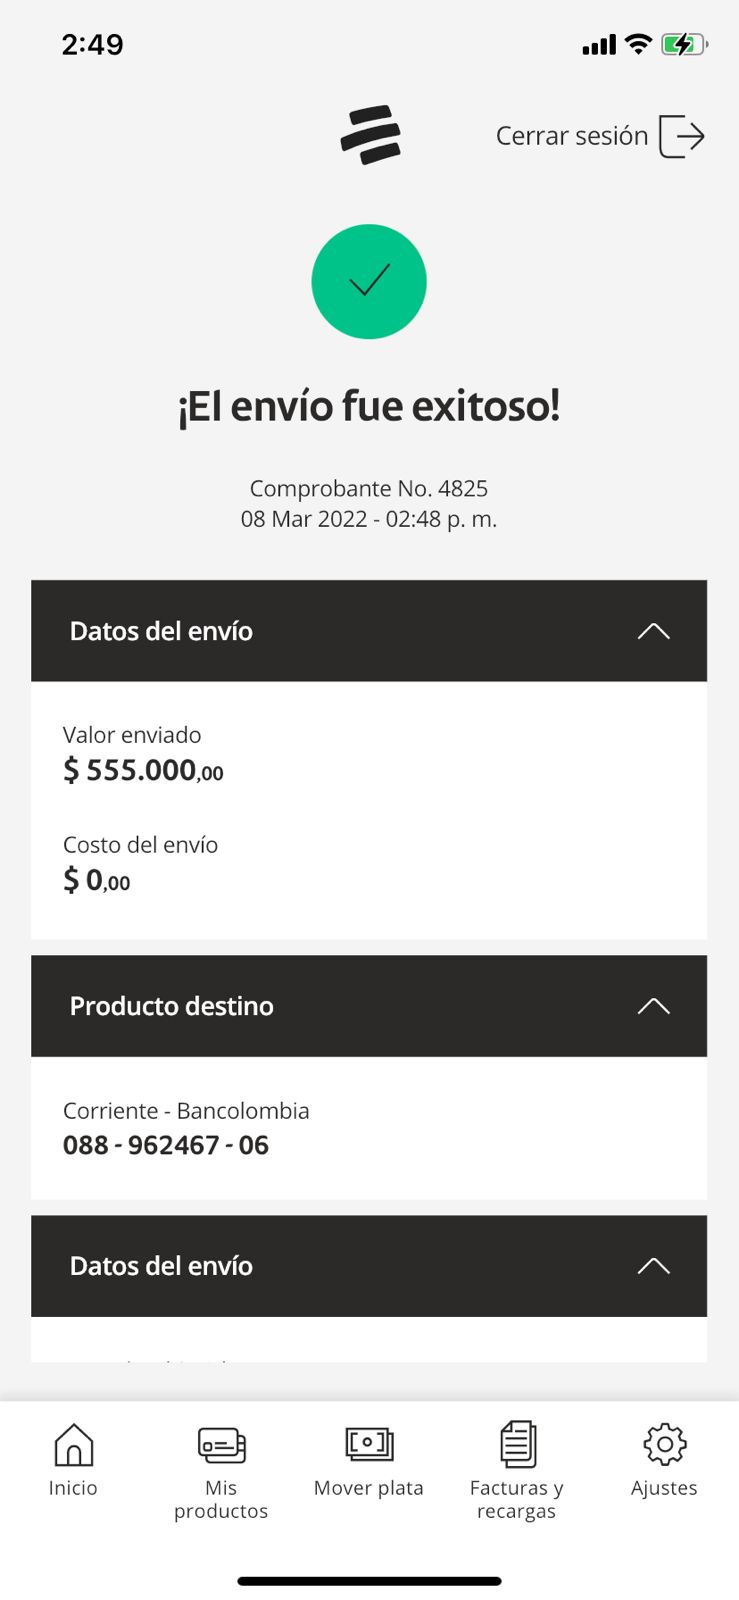 2:49
Cerrar sesión
¡El envío fue exitoso!
Comprobante No. 4825
08 Mar 2022 - 02:48 p. m.
Datos del envío
Valor enviado
$ 555.000,00
Costo del envío
$ 0,00
Producto destino
Corriente - Bancolombia
088 - 962467 - 06
Datos del envío
Inicio
Mis
productos
Mover plata
Facturas y
recargas
Ajustes